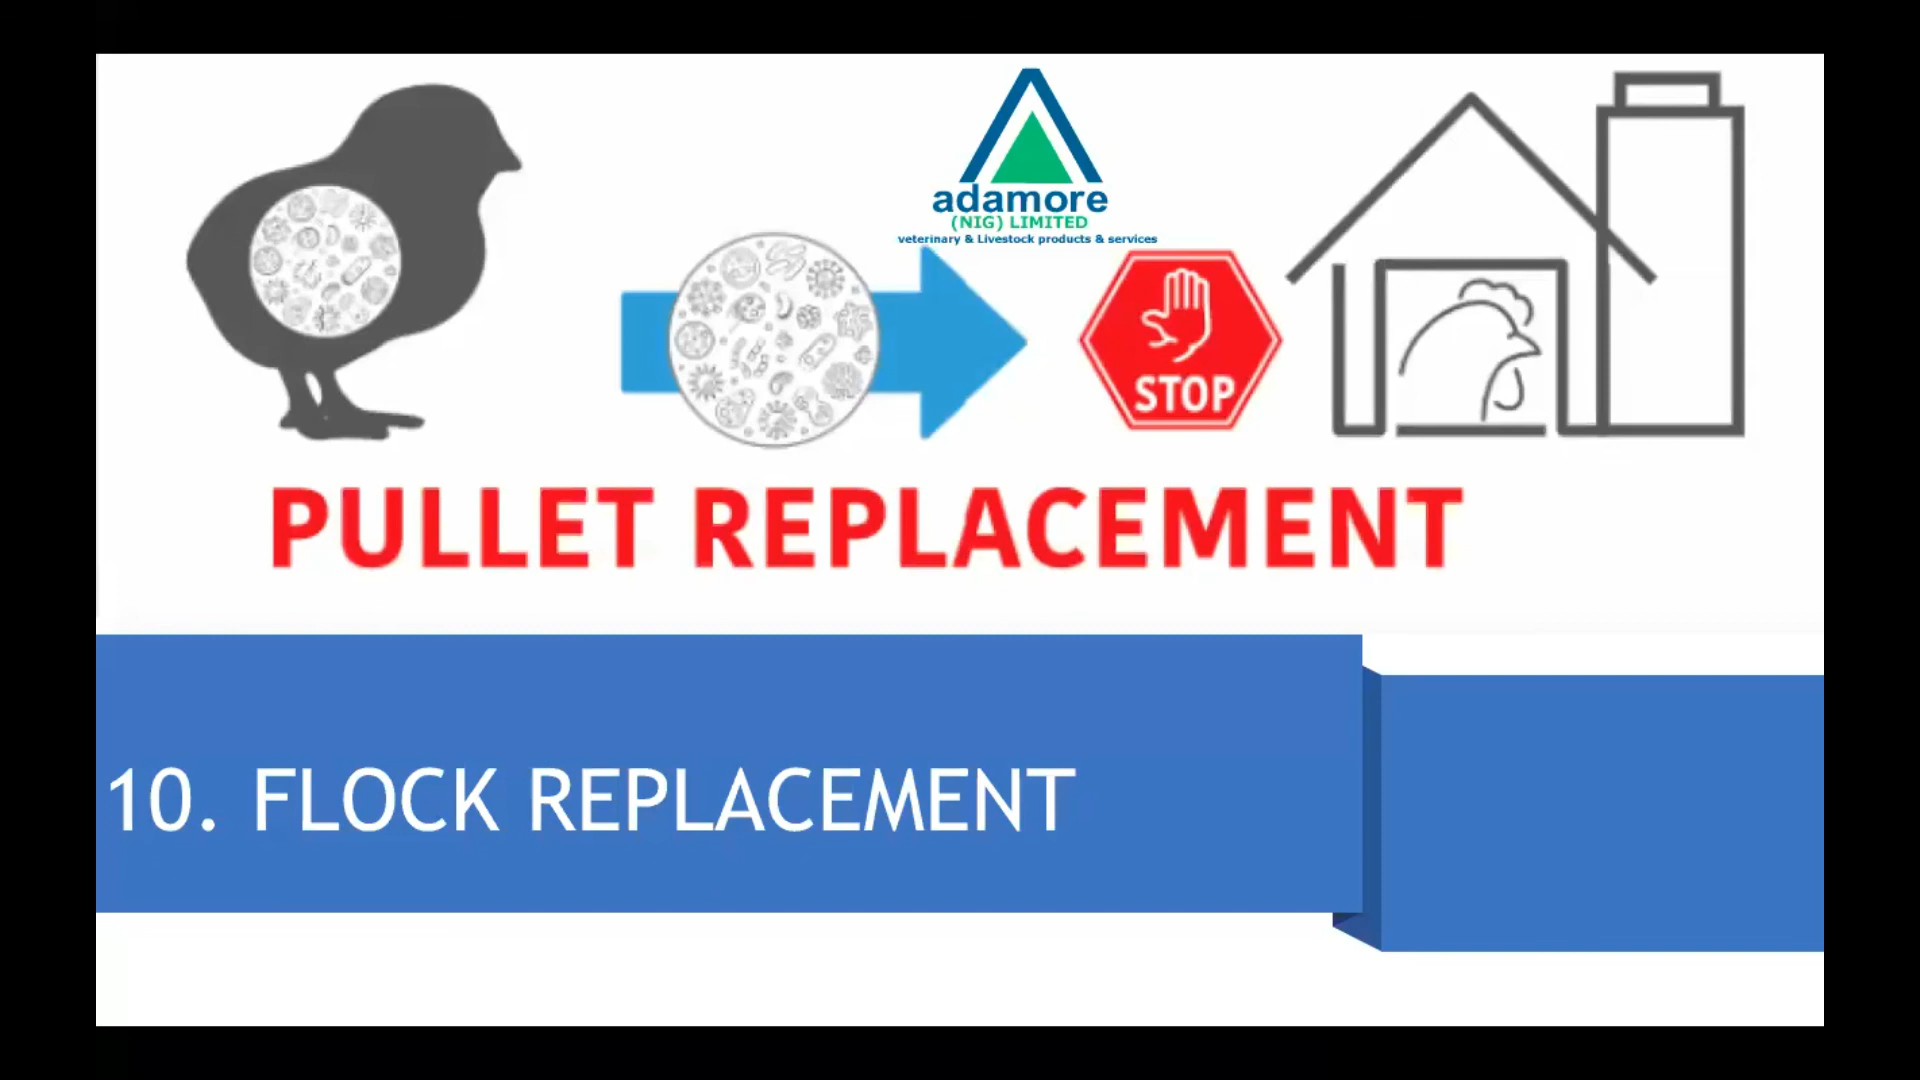 adamore
(NIG) LIMITED
veterinary & Livestock products & services
STOP
PULLET REPLACEMENT
10. FLOCK REPLACEMENT